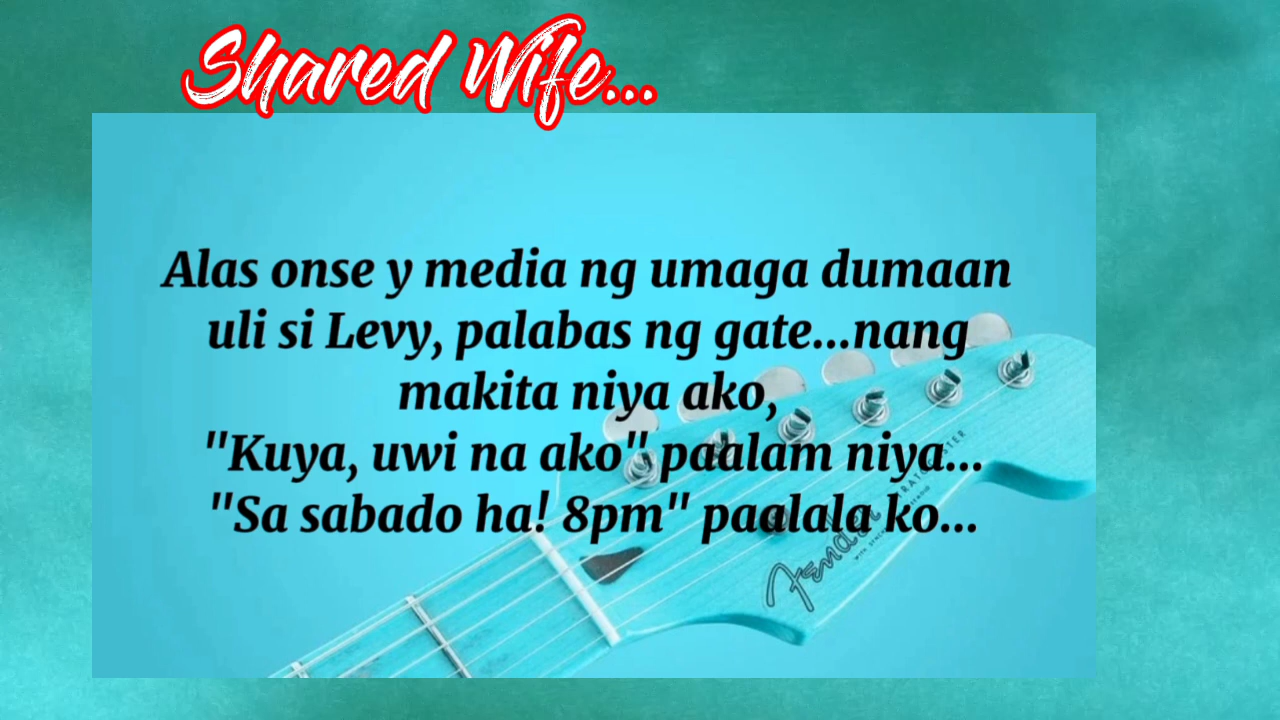 Shared Wife...
Alas onse y media ng umaga dumaan
uli si Levy, palabas ng gate...nang
makita niya ako,
"Kuya, uwi na ako" paalam niya...
"Sa sabado ha! 8pm" paalala ko...
Fender